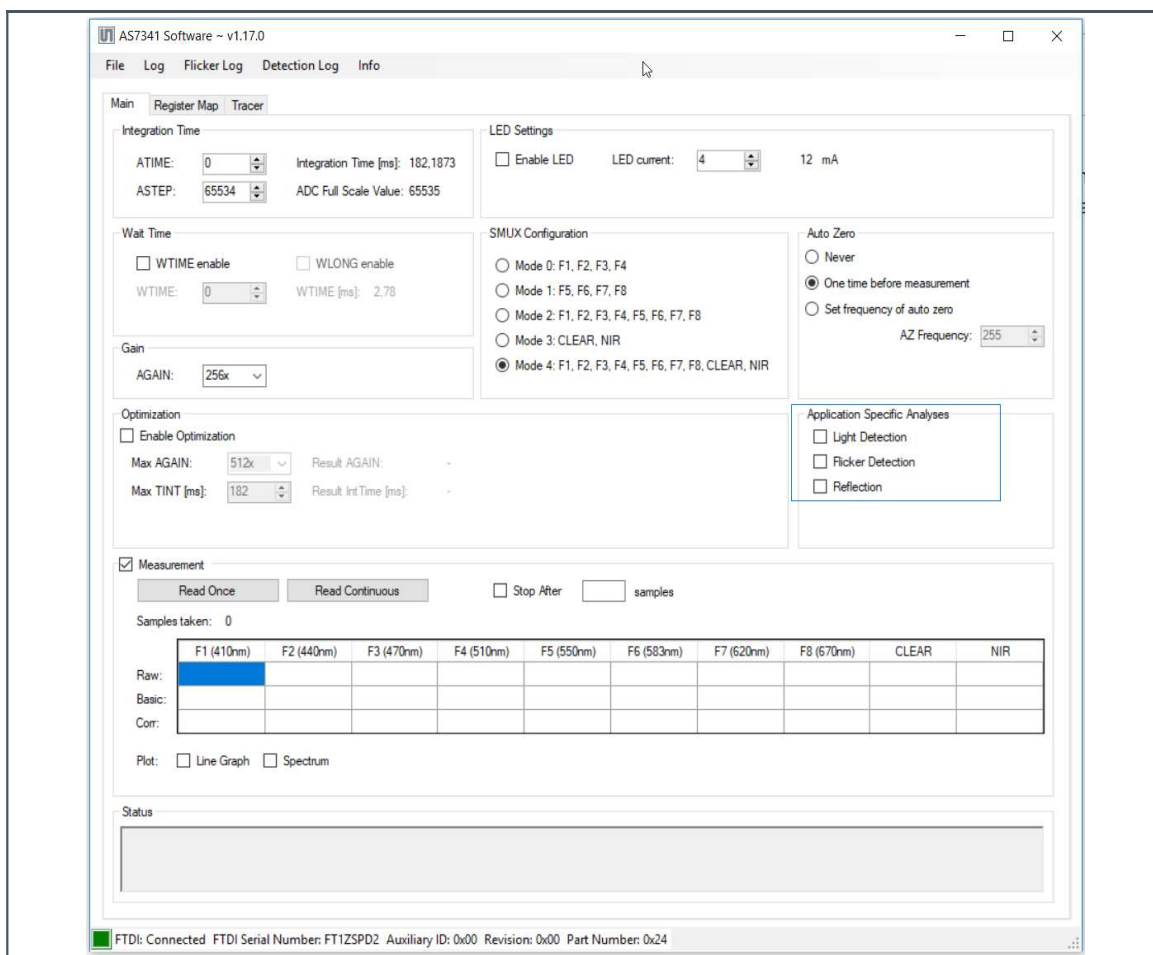 AS7341 Software ~ v1.17.0
File Log Flicker Log Detection Log Info
Main Register Map Tracer
Integration Time
ATIME: 0 Integration Time [ms]: 182,1873
ASTEP: 65534 ADC Full Scale Value: 65535
LED Settings
Enable LED LED current: 4 12 mA
Wait Time
WTIME enable WLONG enable
WTIME: 0 WTIME [ms]: 2,78
Gain
AGAIN: 256x
SMUX Configuration
Mode 0: F1, F2, F3, F4
Mode 1: F5, F6, F7, F8
Mode 2: F1, F2, F3, F4, F5, F6, F7, F8
Mode 3: CLEAR, NIR
Mode 4: F1, F2, F3, F4, F5, F6, F7, F8, CLEAR, NIR
Auto Zero
Never
One time before measurement
Set frequency of auto zero
AZ Frequency: 255
Optimization
Enable Optimization
Max AGAIN: 512x Result AGAIN: -
Max TINT [ms]: 182 Result IntTime [ms]: -
Application Specific Analyses
Light Detection
Flicker Detection
Reflection
Measurement
Read Once Read Continuous Stop After samples
Samples taken: 0
F1 (410nm) F2 (440nm) F3 (470nm) F4 (510nm) F5 (550nm) F6 (583nm) F7 (620nm) F8 (670nm) CLEAR NIR
Raw:
Basic:
Corr:
Plot: Line Graph Spectrum
Status
FTDI: Connected FTDI Serial Number: FT1ZSPD2 Auxiliary ID: 0x00 Revision: 0x00 Part Number: 0x24